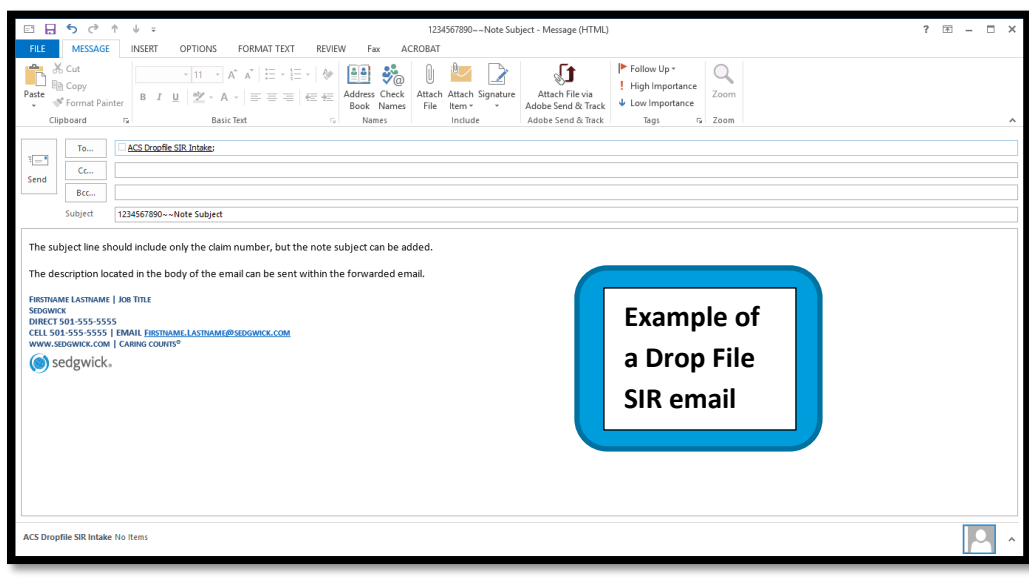 1234567890~~Note Subject - Message (HTML)
FILE MESSAGE INSERT OPTIONS FORMAT TEXT REVIEW Fax ACROBAT
Paste
Cut
Copy
Format Painter
Clipboard
11
A A
B I U A
Basic Text
Address Book
Check Names
Names
Attach File
Attach Item
Signature
Include
Attach File via
Adobe Send & Track
Adobe Send & Track
Follow Up
High Importance
Low Importance
Tags
Zoom
Zoom
Send
To... ACS Dropfile SIR Intake;
Cc...
Bcc...
Subject 1234567890~~Note Subject
The subject line should include only the claim number, but the note subject can be added.
The description located in the body of the email can be sent within the forwarded email.
FIRSTNAME LASTNAME | JOB TITLE
SEDGWICK
DIRECT 501-555-5555
CELL 501-555-5555 | EMAIL FIRSTNAME.LASTNAME@SEDGWICK.COM
WWW.SEDGWICK.COM | CARING COUNTS®
sedgwick®
Example of
a Drop File
SIR email
ACS Dropfile SIR Intake No Items